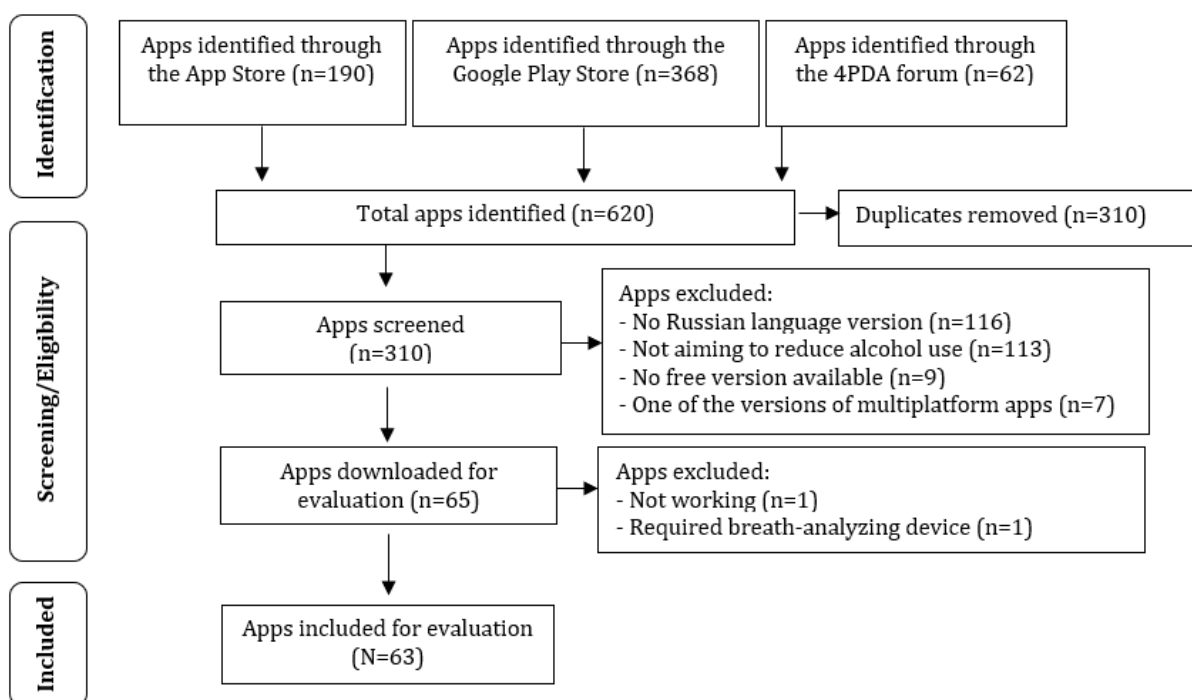 Identification
Apps identified through
the App Store (n=190)
Apps identified through the
Google Play Store (n=368)
Apps identified through
the 4PDA forum (n=62)
Total apps identified (n=620)
Duplicates removed (n=310)
Screening/Eligibility
Apps screened
(n=310)
Apps excluded:
- No Russian language version (n=116)
- Not aiming to reduce alcohol use (n=113)
- No free version available (n=9)
- One of the versions of multiplatform apps (n=7)
Apps downloaded for
evaluation (n=65)
Apps excluded:
- Not working (n=1)
- Required breath-analyzing device (n=1)
Included
Apps included for evaluation
(N=63)